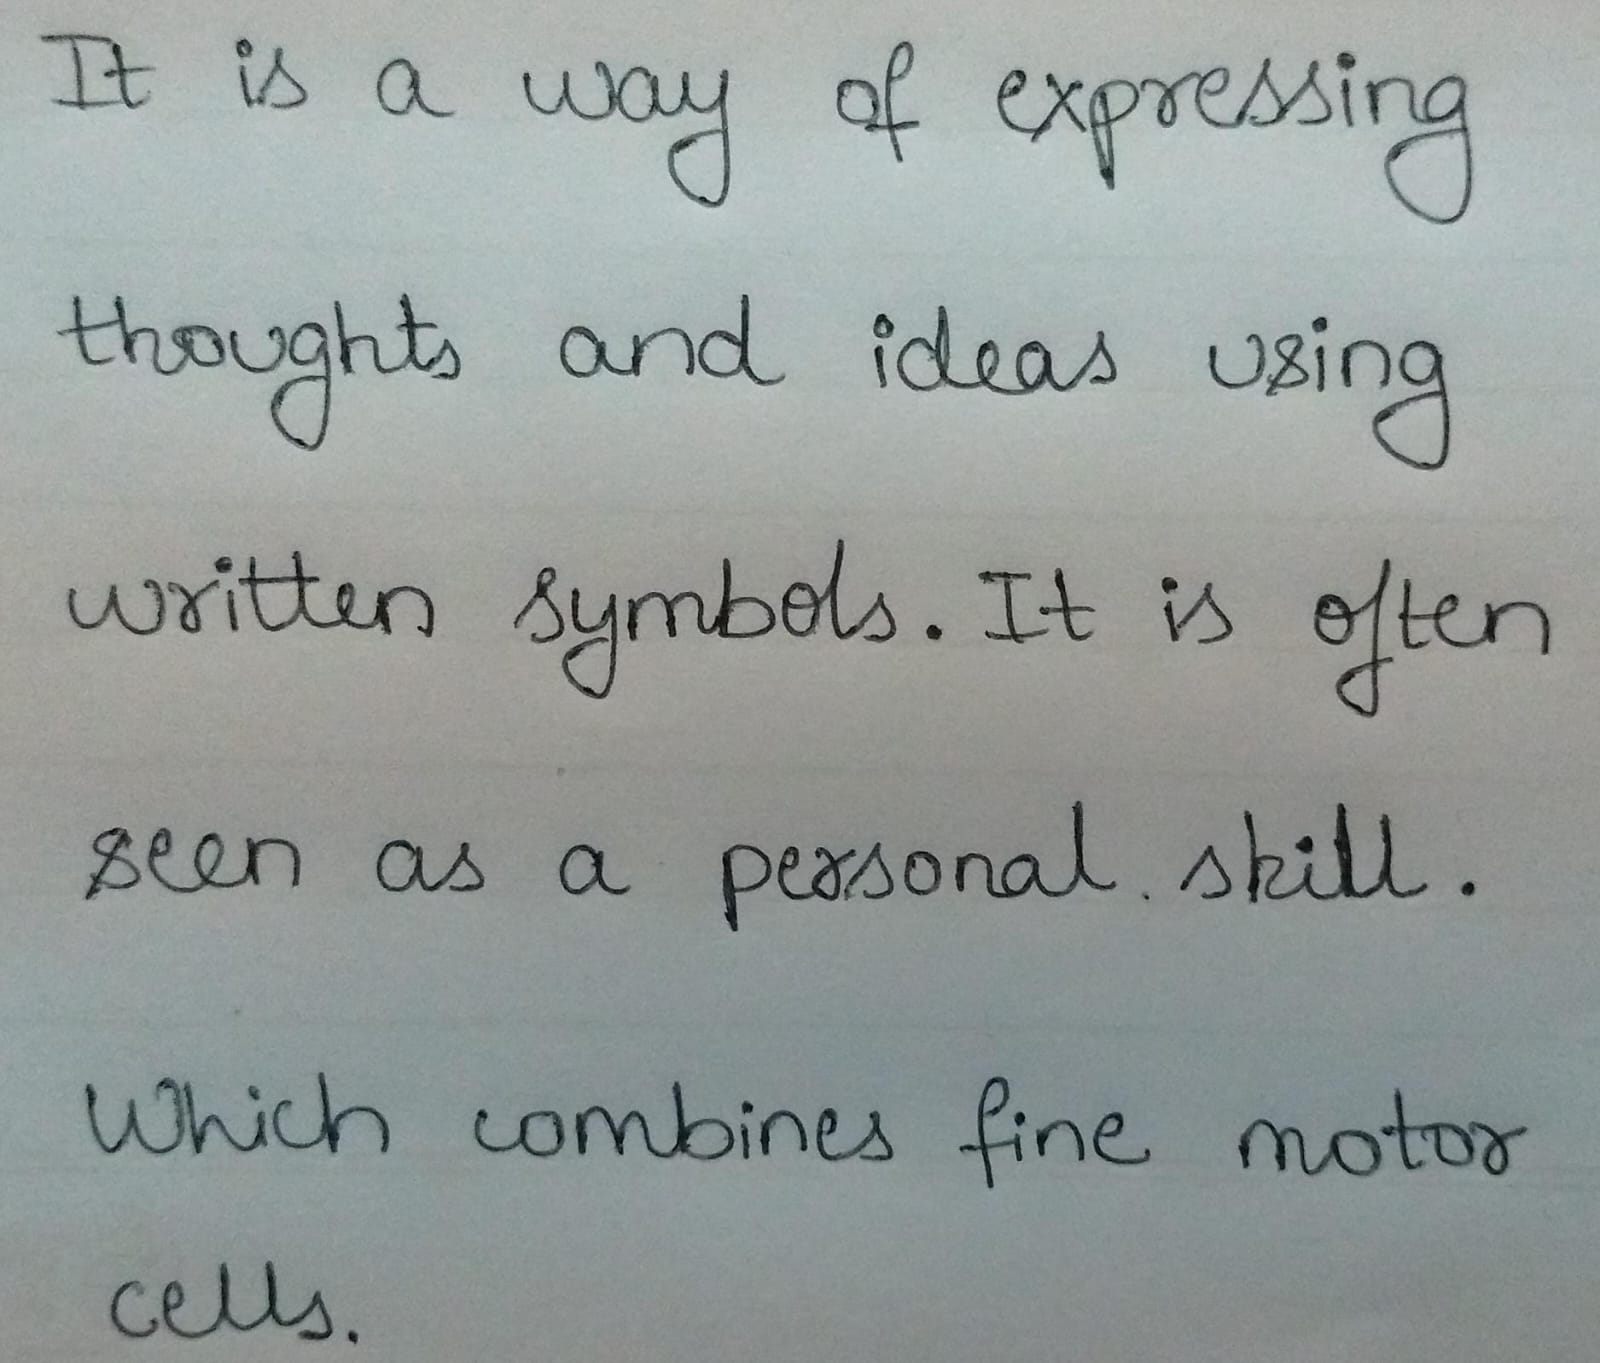 It is a way of expressing
thoughts and ideas using
written symbols. It is often
seen as a personal. skill.
Which combines fine motor
cells.